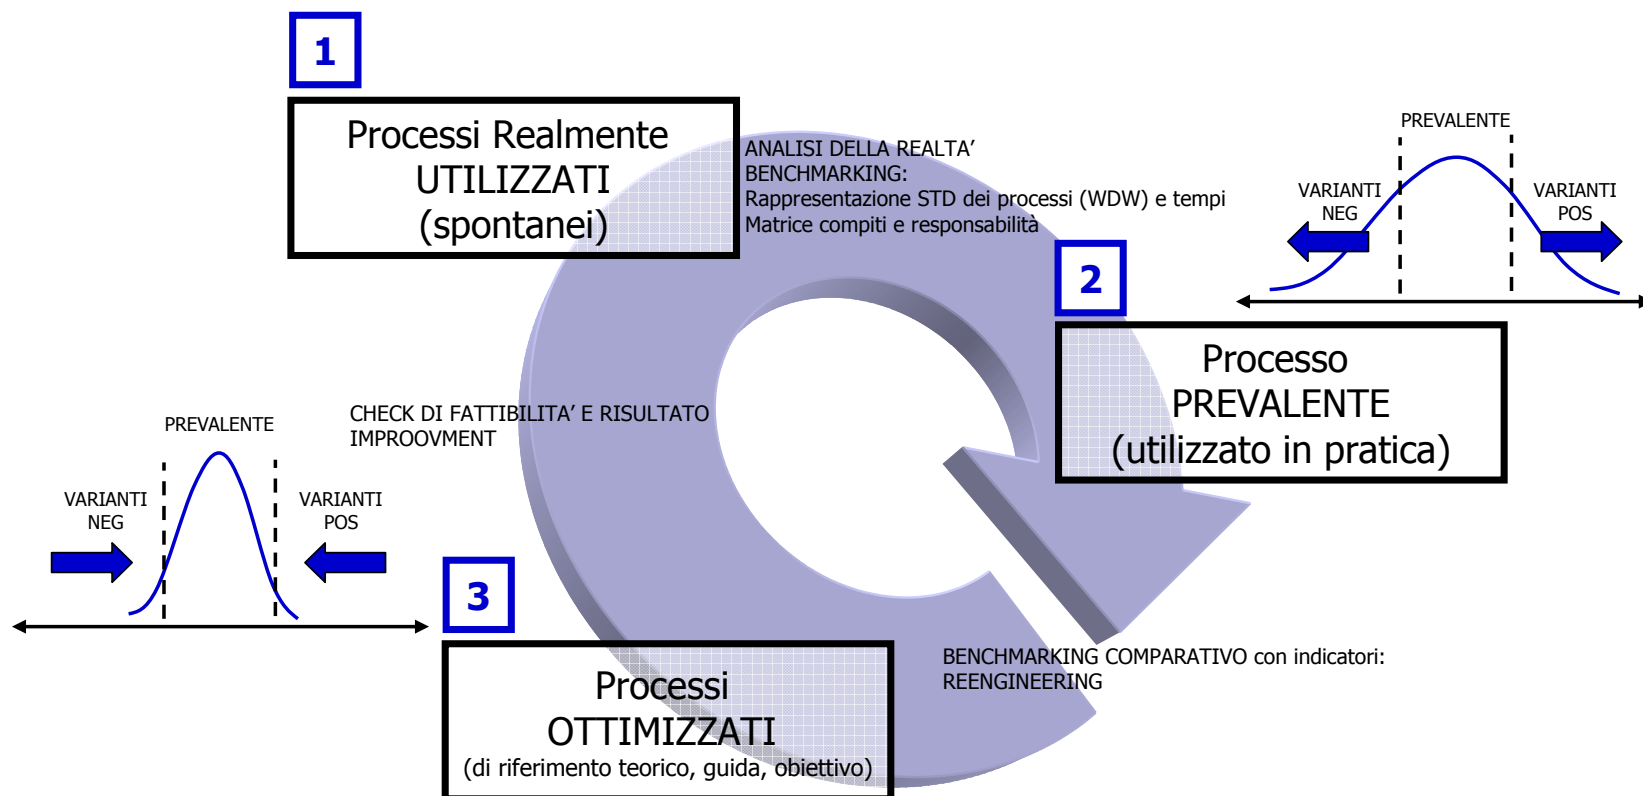 1
Processi Realmente
UTILIZZATI
(spontanei)
ANALISI DELLA REALTA’
BENCHMARKING:
Rappresentazione STD dei processi (WDW) e tempi
Matrice compiti e responsabilità
PREVALENTE
VARIANTI
NEG
VARIANTI
POS
2
Processo
PREVALENTE
(utilizzato in pratica)
CHECK DI FATTIBILITA’ E RISULTATO
IMPROOVMENT
PREVALENTE
VARIANTI
NEG
VARIANTI
POS
3
Processi
OTTIMIZZATI
(di riferimento teorico, guida, obiettivo)
BENCHMARKING COMPARATIVO con indicatori:
REENGINEERING